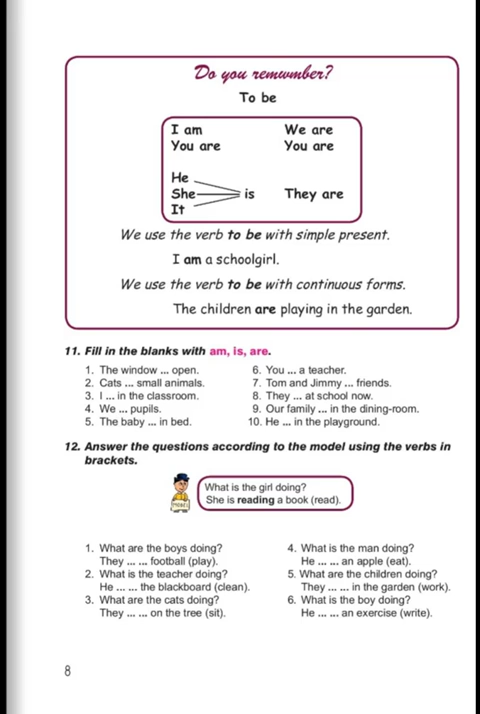 Do you remumber?
To be
I am We are
You are You are
He
She is They are
It
We use the verb to be with simple present.
I am a schoolgirl.
We use the verb to be with continuous forms.
The children are playing in the garden.
11. Fill in the blanks with am, is, are.
1. The window ... open.
2. Cats ... small animals.
3. I ... in the classroom.
4. We ... pupils.
5. The baby ... in bed.
6. You ... a teacher.
7. Tom and Jimmy ... friends.
8. They ... at school now.
9. Our family ... in the dining-room.
10. He ... in the playground.
12. Answer the questions according to the model using the verbs in
brackets.
MODEL
What is the girl doing?
She is reading a book (read).
1. What are the boys doing?
They ... ... football (play).
2. What is the teacher doing?
He ... ... the blackboard (clean).
3. What are the cats doing?
They ... ... on the tree (sit).
4. What is the man doing?
He ... ... an apple (eat).
5. What are the children doing?
They ... ... in the garden (work).
6. What is the boy doing?
He ... ... an exercise (write).
8